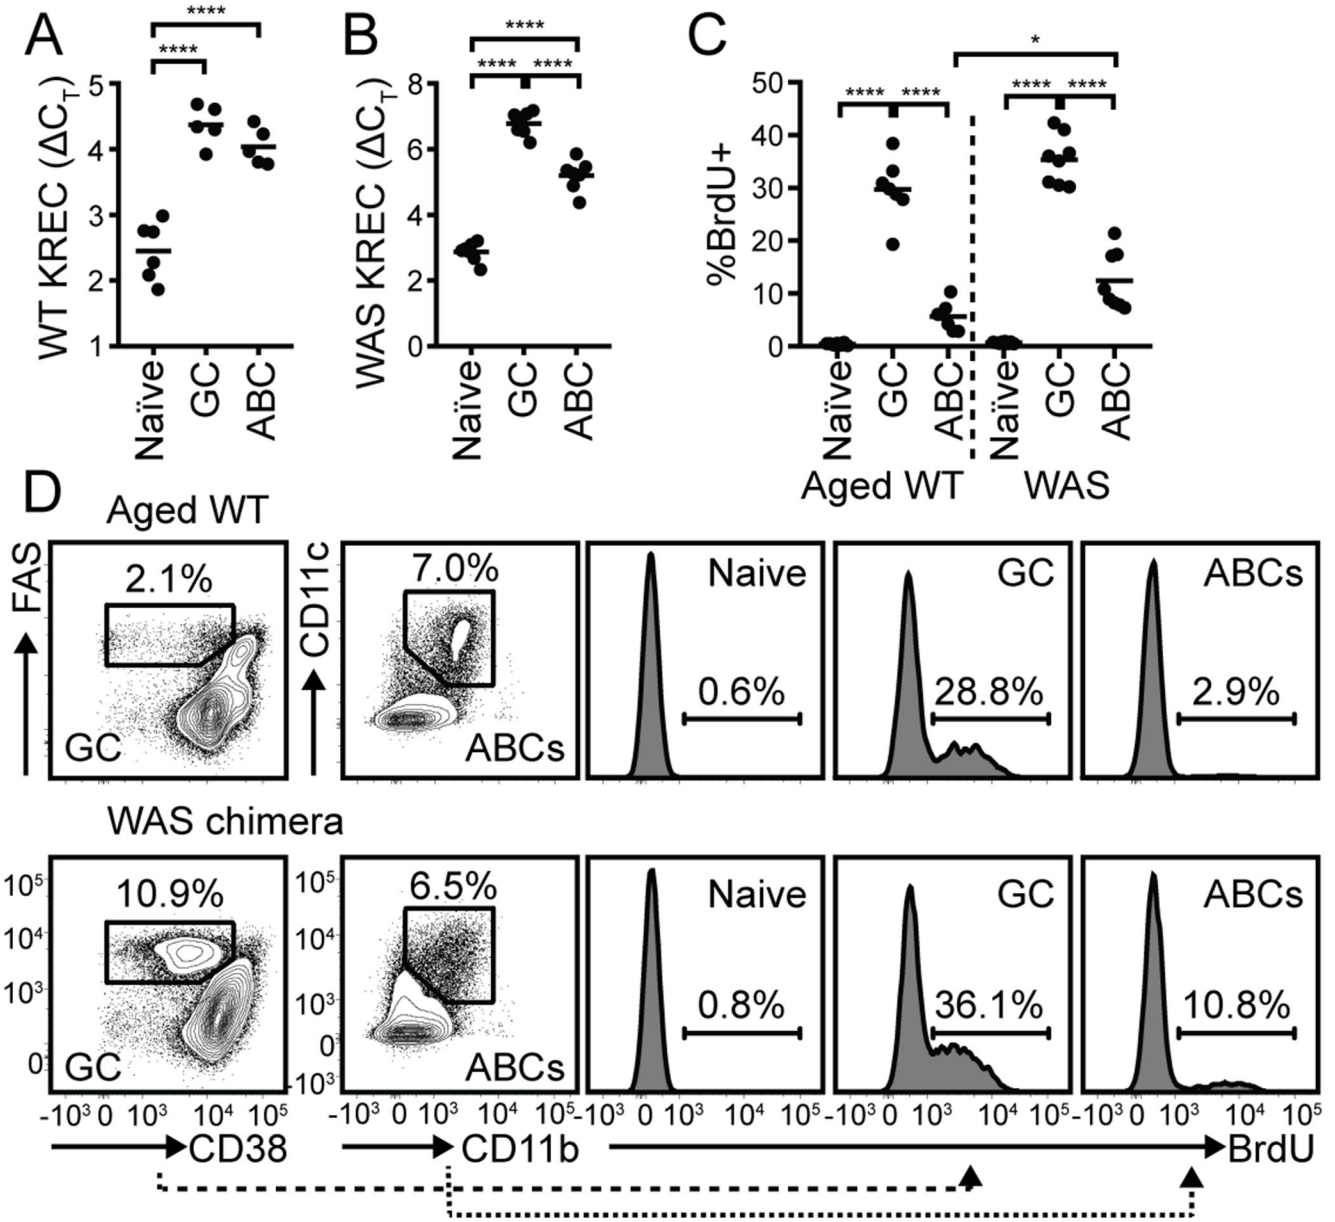 A
B
C
****
****
WT KREC (ΔCT)
5
4
3
2
1
Naïve
GC
ABC
****
****
****
WAS KREC (ΔCT)
8
6
4
2
0
Naïve
GC
ABC
*
****
****
****
****
%BrdU+
50
40
30
20
10
0
Naïve
GC
ABC
Naïve
GC
ABC
Aged WT
WAS
D
Aged WT
FAS
2.1%
GC
CD11c
7.0%
ABCs
Naive
0.6%
GC
28.8%
ABCs
2.9%
WAS chimera
10⁵
10⁴
10³
0
10.9%
GC
10⁵
10⁴
10³
0
-10³
6.5%
ABCs
Naive
0.8%
GC
36.1%
ABCs
10.8%
-10³ 0 10³ 10⁴ 10⁵
-10³ 0 10³ 10⁴ 10⁵
-10³ 0 10³ 10⁴ 10⁵
-10³ 0 10³ 10⁴ 10⁵
-10³ 0 10³ 10⁴ 10⁵
CD38
CD11b
BrdU